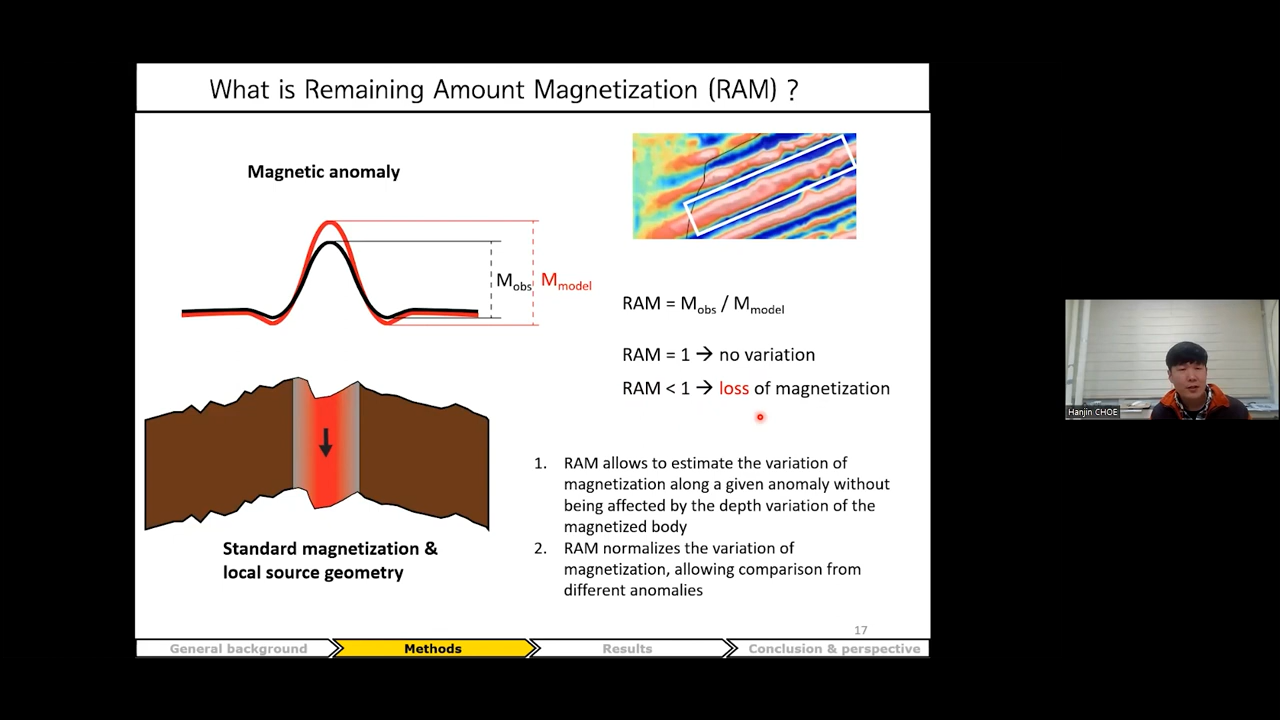 What is Remaining Amount Magnetization (RAM) ?
Magnetic anomaly
Mobs
Mmodel
RAM = Mobs / Mmodel
RAM = 1 → no variation
RAM < 1 → loss of magnetization
Hanjin CHOE
1. RAM allows to estimate the variation of
magnetization along a given anomaly without
being affected by the depth variation of the
magnetized body
2. RAM normalizes the variation of
magnetization, allowing comparison from
different anomalies
Standard magnetization &
local source geometry
17
General background
Methods
Results
Conclusion & perspective